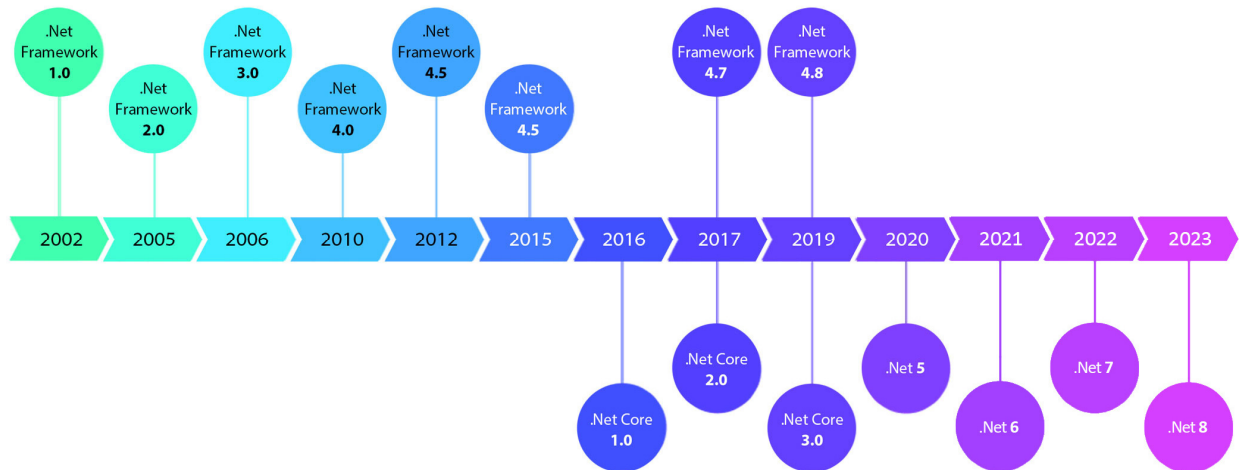 .Net
Framework
1.0
.Net
Framework
2.0
.Net
Framework
3.0
.Net
Framework
4.0
.Net
Framework
4.5
.Net
Framework
4.5
.Net
Framework
4.7
.Net
Framework
4.8
2002
2005
2006
2010
2012
2015
2016
2017
2019
2020
2021
2022
2023
.Net Core
1.0
.Net Core
2.0
.Net Core
3.0
.Net 5
.Net 6
.Net 7
.Net 8